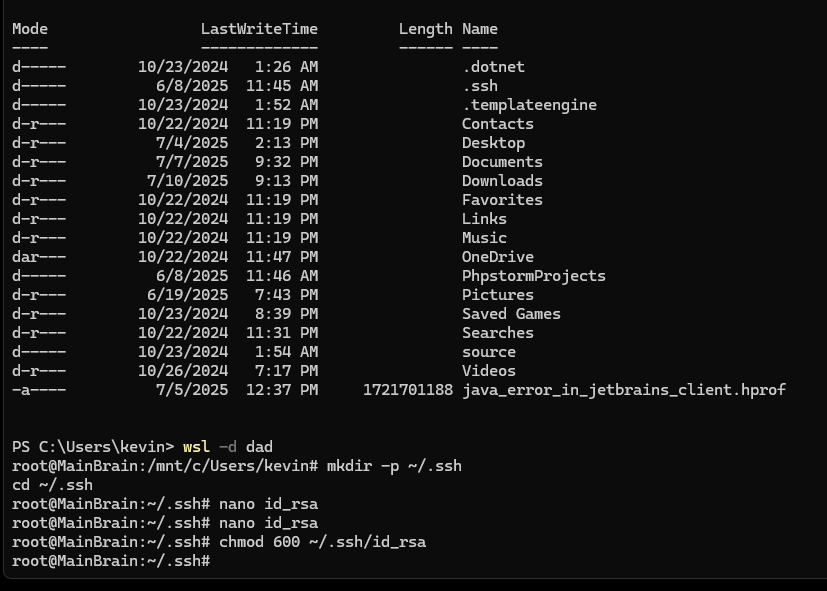 Mode                 LastWriteTime         Length Name
----                 -------------         ------ ----
d-----        10/23/2024   1:26 AM                .dotnet
d-----          6/8/2025  11:45 AM                .ssh
d-----        10/23/2024   1:52 AM                .templateengine
d-r---        10/22/2024  11:19 PM                Contacts
d-r---          7/4/2025   2:13 PM                Desktop
d-r---          7/7/2025   9:32 PM                Documents
d-r---         7/10/2025   9:13 PM                Downloads
d-r---        10/22/2024  11:19 PM                Favorites
d-r---        10/22/2024  11:19 PM                Links
d-r---        10/22/2024  11:19 PM                Music
dar---        10/22/2024  11:47 PM                OneDrive
d-----          6/8/2025  11:46 AM                PhpstormProjects
d-r---         6/19/2025   7:43 PM                Pictures
d-r---        10/23/2024   8:39 PM                Saved Games
d-r---        10/22/2024  11:31 PM                Searches
d-----        10/23/2024   1:54 AM                source
d-r---        10/26/2024   7:17 PM                Videos
-a----          7/5/2025  12:37 PM     1721701188 java_error_in_jetbrains_client.hprof
PS C:\Users\kevin> wsl -d dad
root@MainBrain:/mnt/c/Users/kevin# mkdir -p ~/.ssh
cd ~/.ssh
root@MainBrain:~/.ssh# nano id_rsa
root@MainBrain:~/.ssh# nano id_rsa
root@MainBrain:~/.ssh# chmod 600 ~/.ssh/id_rsa
root@MainBrain:~/.ssh#